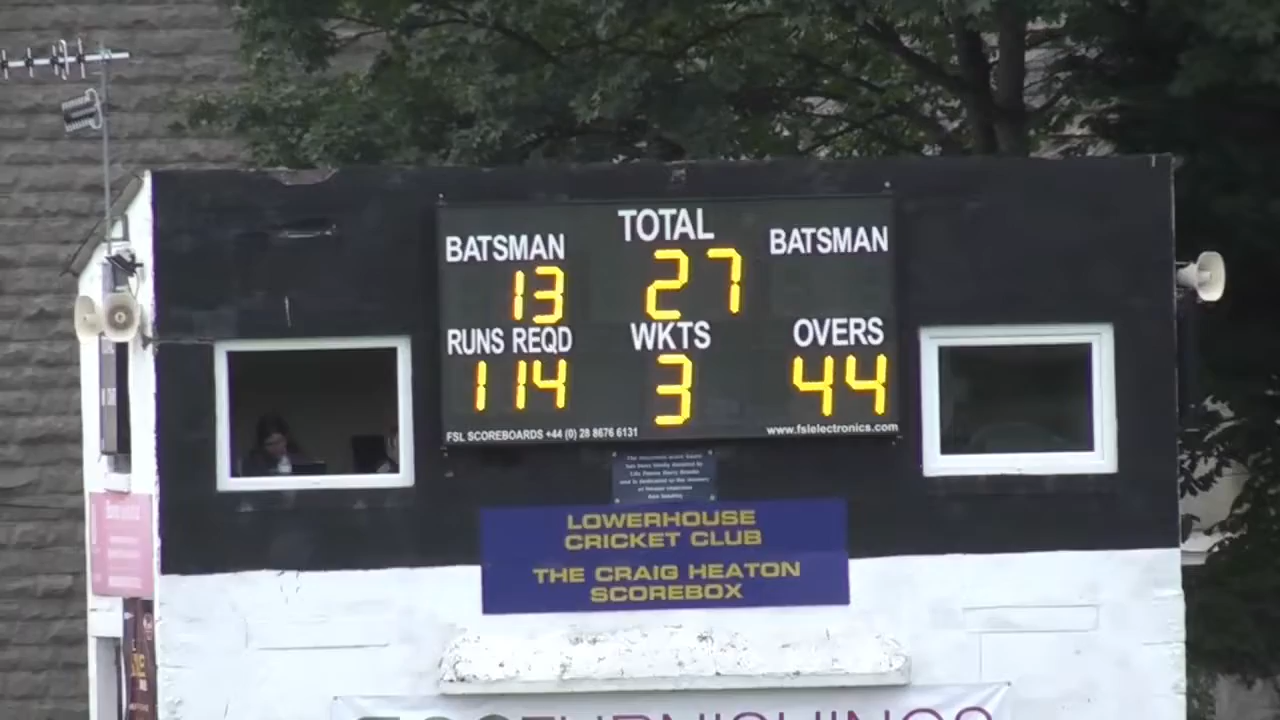 TOTAL
BATSMAN
BATSMAN
13
27
RUNS REQD
WKTS
OVERS
114
3
44
FSL SCOREBOARDS +44 (0) 28 8676 6131
www.fslelectronics.com
LOWERHOUSE
CRICKET CLUB
THE CRAIG HEATON
SCOREBOX